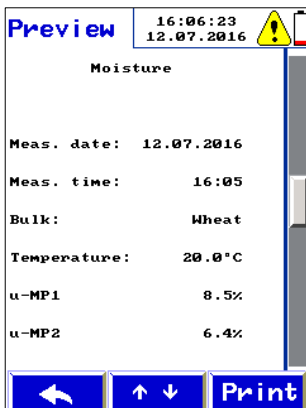 Preview
16:06:23
12.07.2016
Moisture
Meas. date: 12.07.2016
Meas. time: 16:05
Bulk: Wheat
Temperature: 20.0°C
u-MP1 8.5%
u-MP2 6.4%
Print